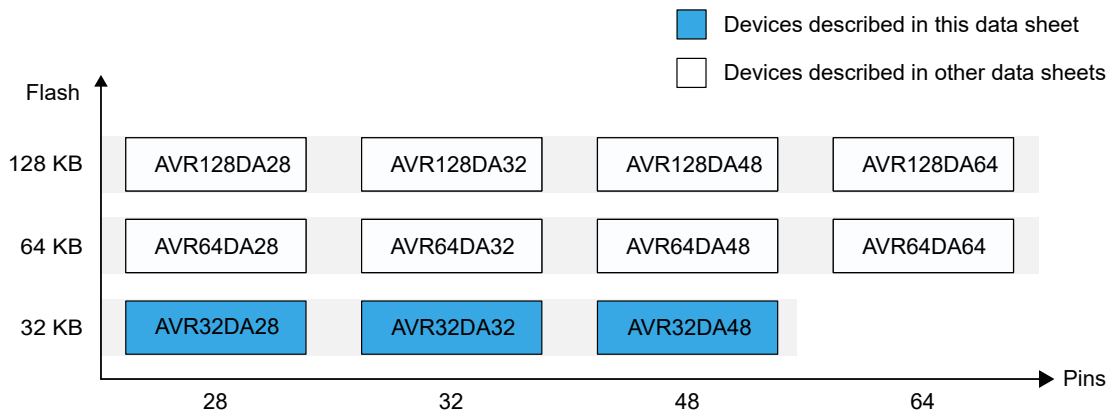 Devices described in this data sheet
Devices described in other data sheets
Flash
128 KB AVR128DA28 AVR128DA32 AVR128DA48 AVR128DA64
64 KB AVR64DA28 AVR64DA32 AVR64DA48 AVR64DA64
32 KB AVR32DA28 AVR32DA32 AVR32DA48
Pins
28 32 48 64